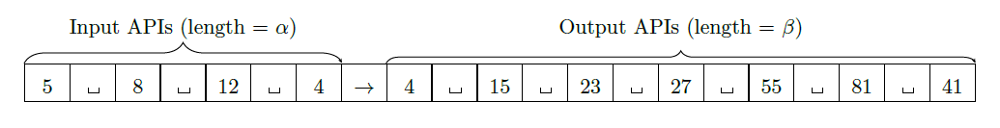 Input APIs (length = α) Output APIs (length = β)
5 ␣ 8 ␣ 12 ␣ 4 → 4 ␣ 15 ␣ 23 ␣ 27 ␣ 55 ␣ 81 ␣ 41